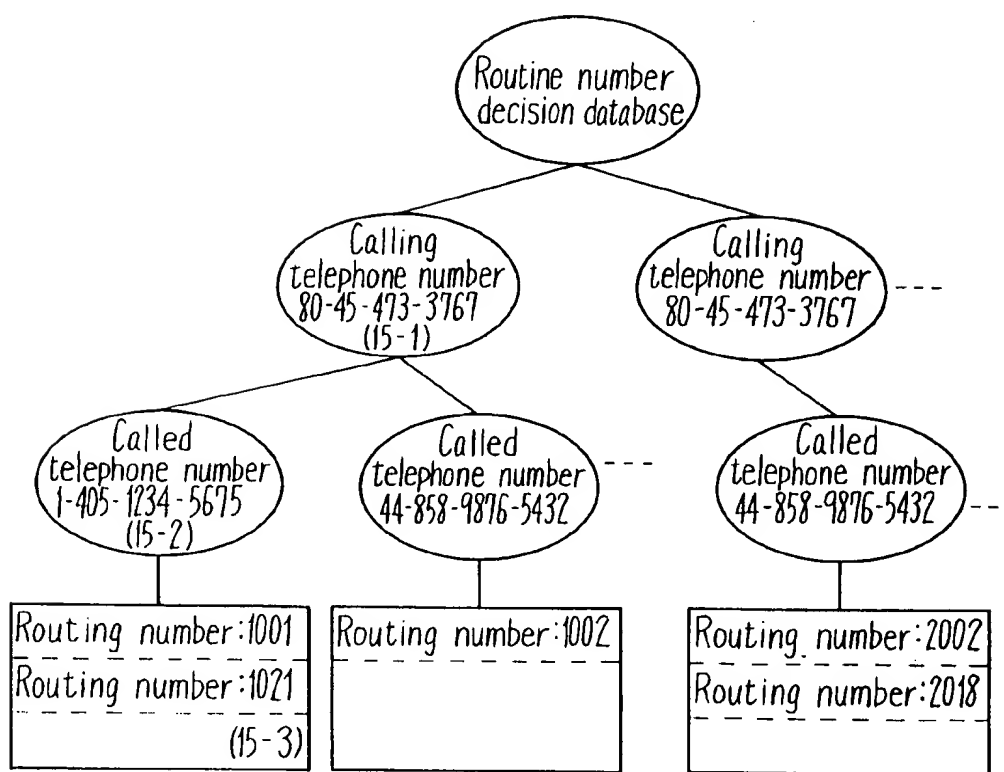 Routine number
decision database
Calling
telephone number
80-45-473-3767
(15-1)
Calling
telephone number
80-45-473-3767
Called
telephone number
1-405-1234-5675
(15-2)
Called
telephone number
44-858-9876-5432
Called
telephone number
44-858-9876-5432
Routing number:1001
Routing number:1021
(15-3)
Routing number:1002
Routing number:2002
Routing number:2018